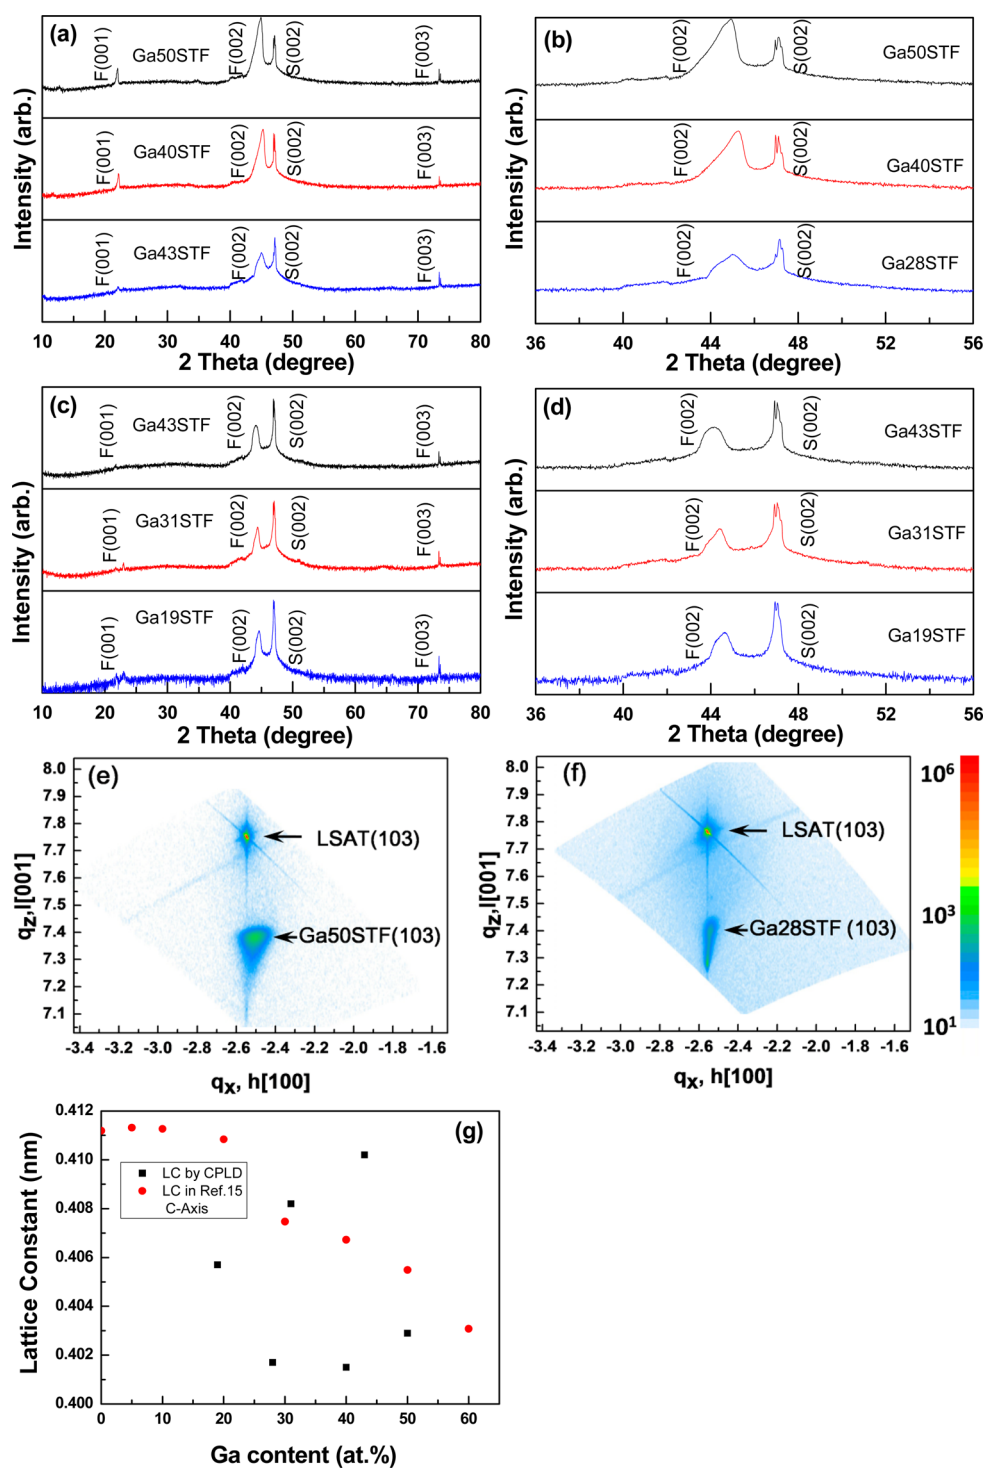 (a)
Ga50STF
F(001)
F(002)
S(002)
F(003)
Ga40STF
F(001)
F(002)
S(002)
F(003)
Ga43STF
F(001)
F(002)
S(002)
F(003)
Intensity (arb.)
10 20 30 40 50 60 70 80
2 Theta (degree)
(b)
F(002)
S(002)
Ga50STF
F(002)
S(002)
Ga40STF
F(002)
S(002)
Ga28STF
Intensity (arb.)
36 40 44 48 52 56
2 Theta (degree)
(c)
Ga43STF
F(001)
F(002)
S(002)
F(003)
Ga31STF
F(001)
F(002)
S(002)
F(003)
Ga19STF
F(001)
F(002)
S(002)
F(003)
Intensity (arb.)
10 20 30 40 50 60 70 80
2 Theta (degree)
(d)
F(002)
S(002)
Ga43STF
F(002)
S(002)
Ga31STF
F(002)
S(002)
Ga19STF
Intensity (arb.)
36 40 44 48 52 56
2 Theta (degree)
(e)
8.0
7.9
7.8
7.7
7.6
7.5
7.4
7.3
7.2
7.1
qz,l[001]
LSAT(103)
Ga50STF(103)
-3.4 -3.2 -3.0 -2.8 -2.6 -2.4 -2.2 -2.0 -1.8 -1.6
qx, h[100]
(f)
8.0
7.9
7.8
7.7
7.6
7.5
7.4
7.3
7.2
7.1
qz,l[001]
LSAT(103)
Ga28STF (103)
-3.4 -3.2 -3.0 -2.8 -2.6 -2.4 -2.2 -2.0 -1.8 -1.6
qx, h[100]
10⁶
10³
10¹
(g)
0.412
0.410
0.408
0.406
0.404
0.402
0.400
Lattice Constant (nm)
LC by CPLD
LC in Ref.15
C-Axis
0 10 20 30 40 50 60
Ga content (at.%)